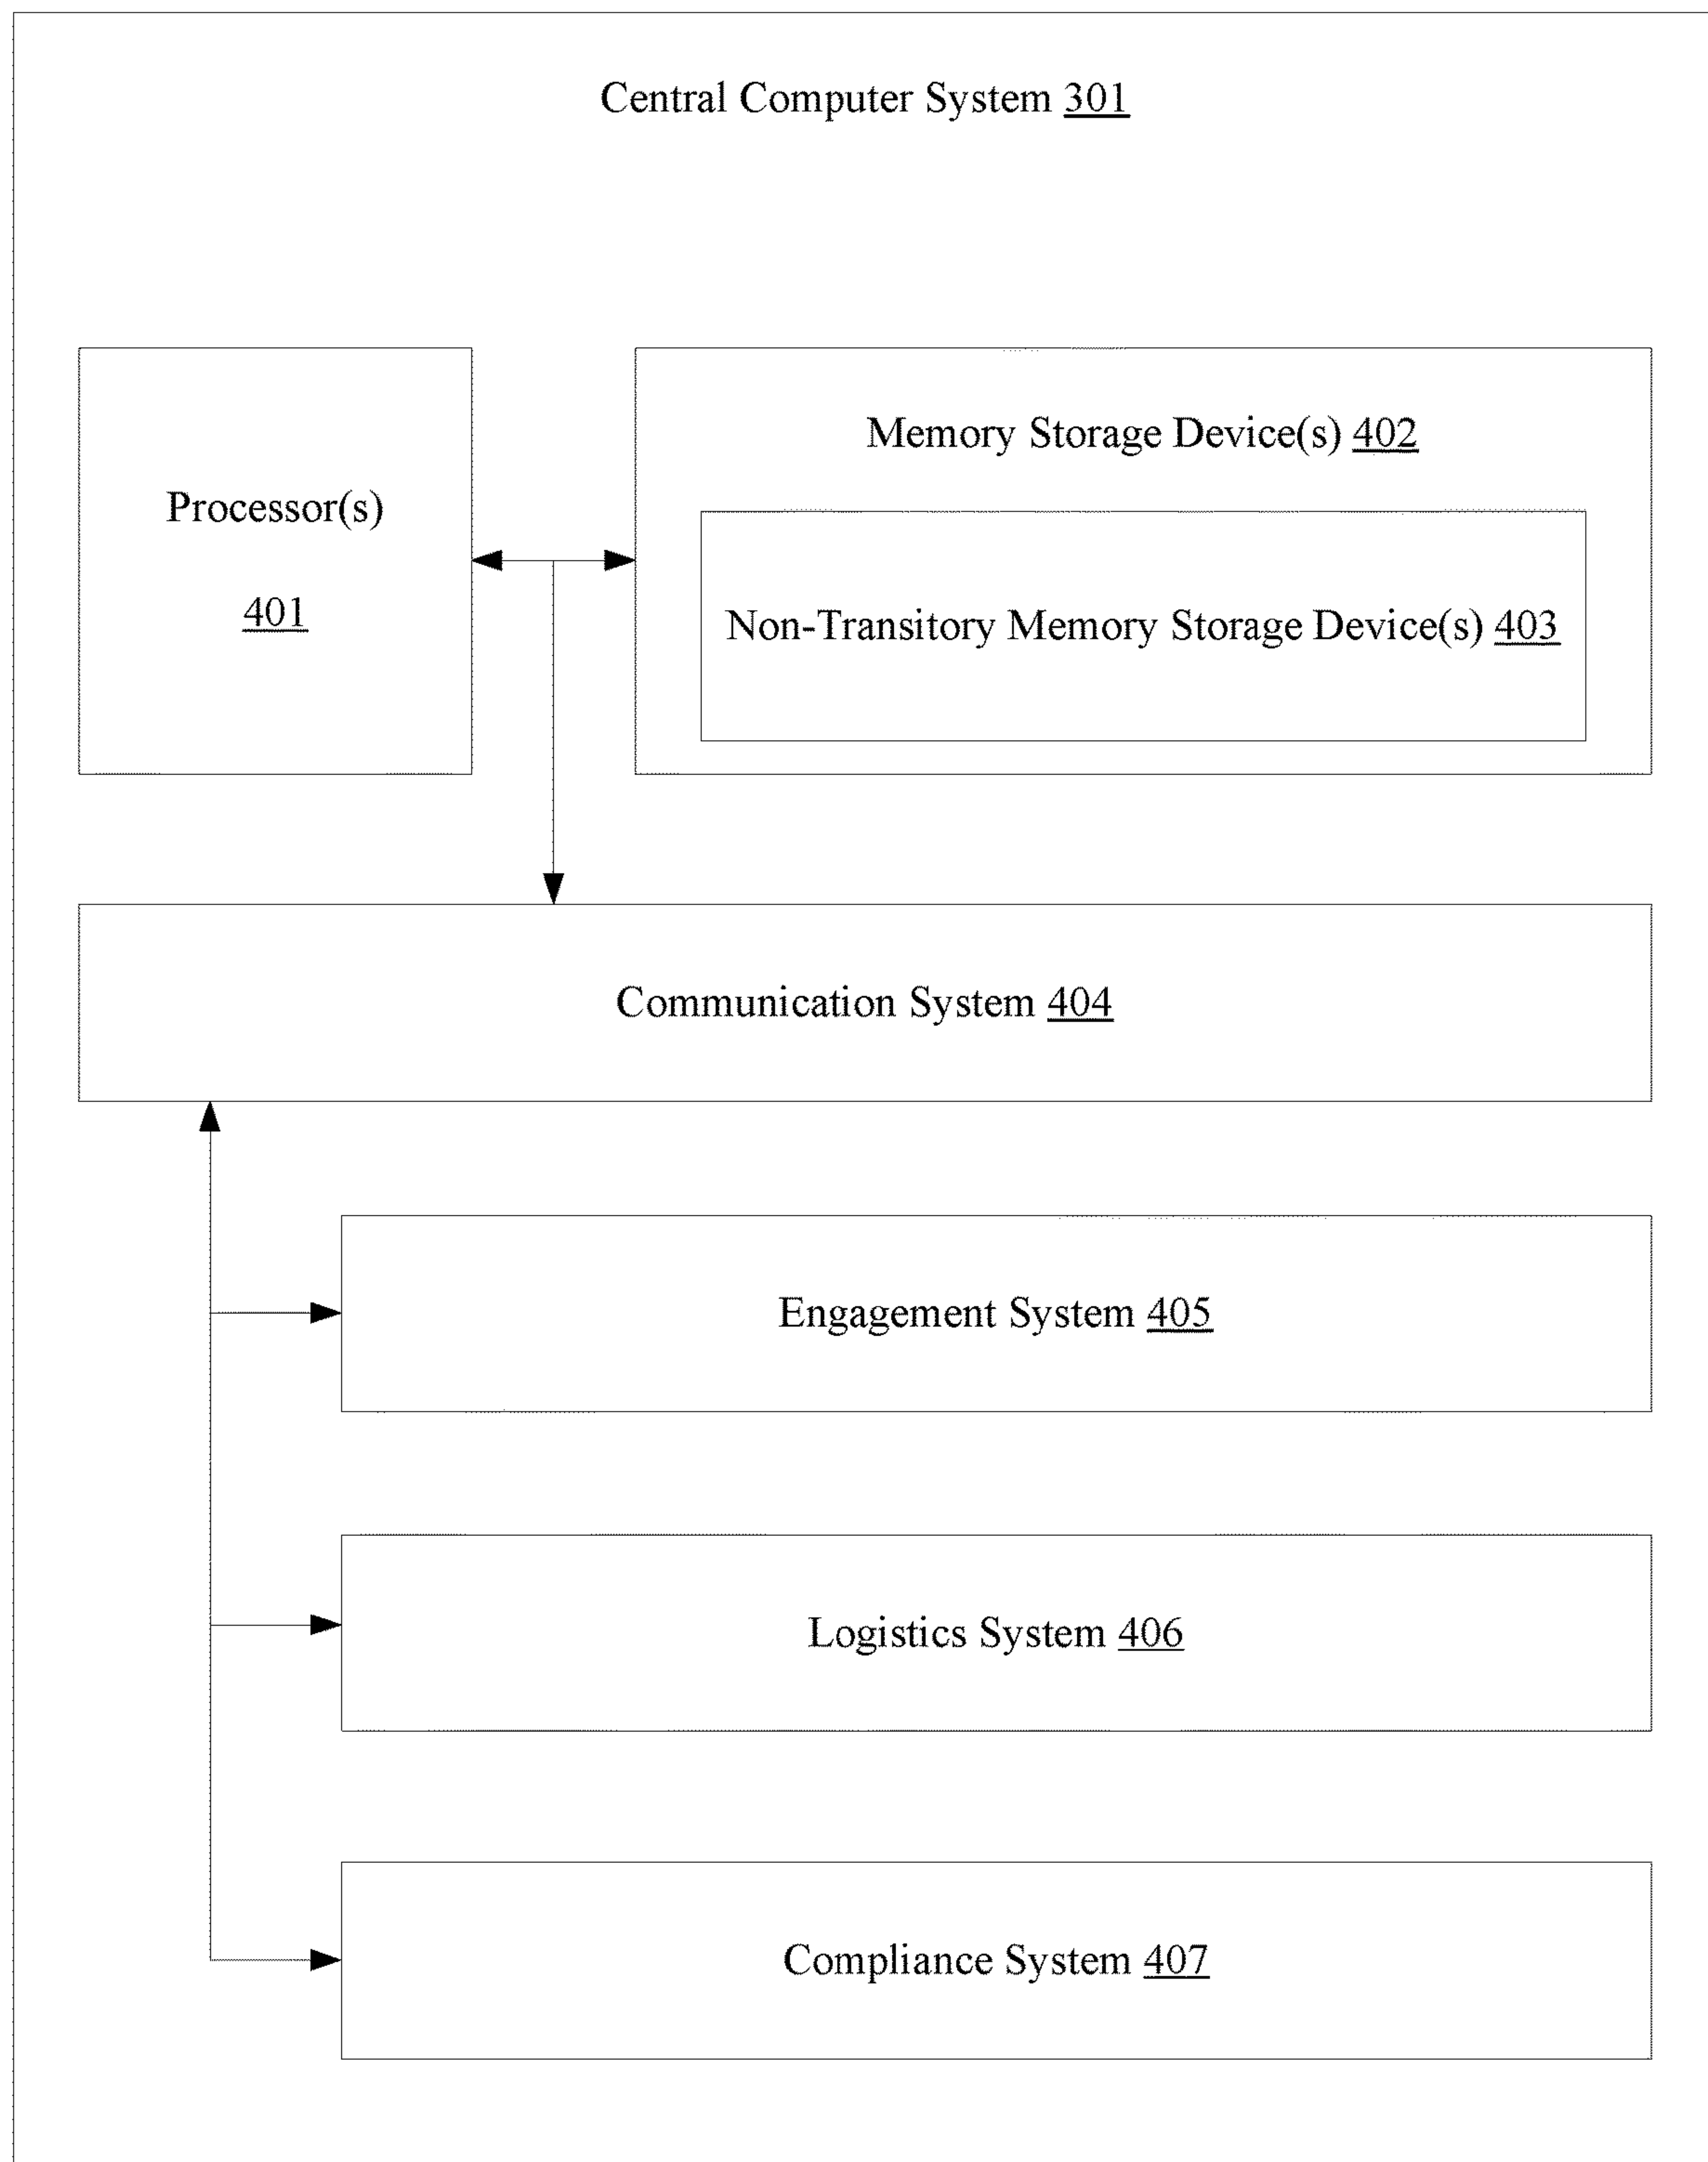 Central Computer System 301
Processor(s)
401
Memory Storage Device(s) 402
Non-Transitory Memory Storage Device(s) 403
Communication System 404
Engagement System 405
Logistics System 406
Compliance System 407